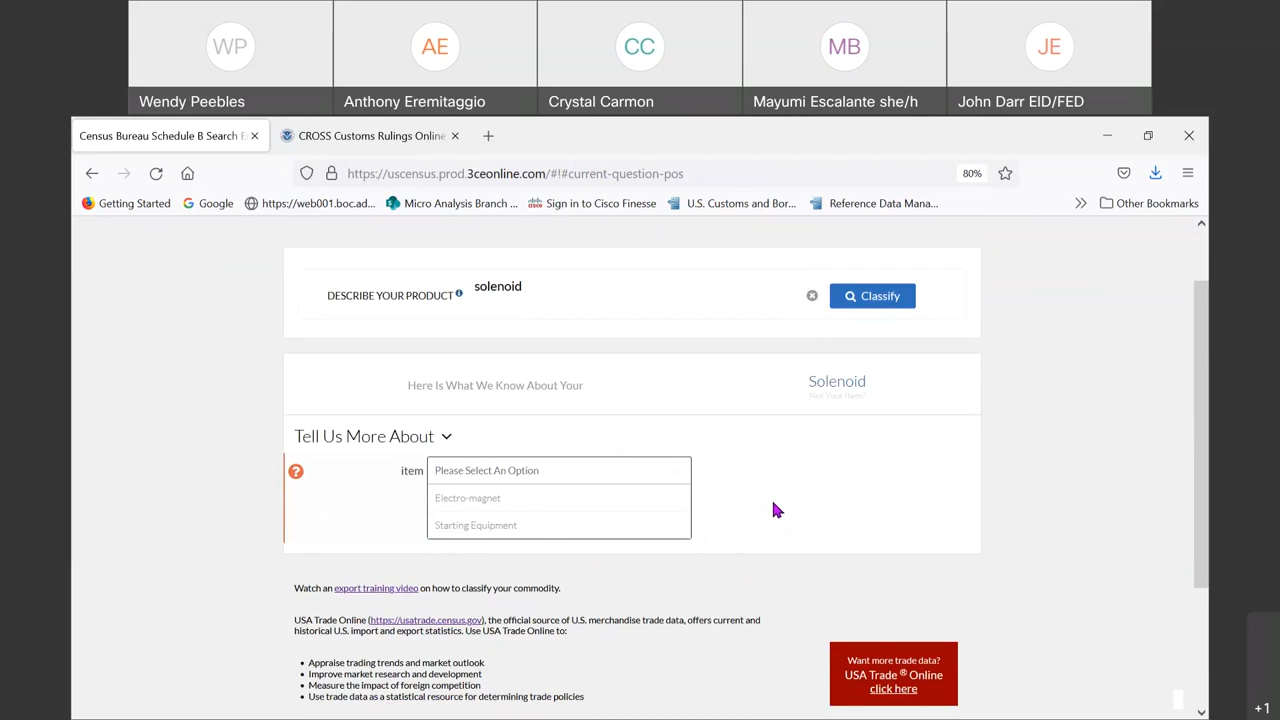 WP
AE
CC
MB
JE
Wendy Peebles
Anthony Eremitaggio
Crystal Carmon
Mayumi Escalante she/h
John Darr EID/FED
Census Bureau Schedule B Search E
CROSS Customs Rulings Online
https://uscensus.prod.3ceonline.com/#!#current-question-pos
80%
Getting Started
Google
https://web001.boc.ad...
Micro Analysis Branch ...
Sign in to Cisco Finesse
U.S. Customs and Bor...
Reference Data Mana...
Other Bookmarks
DESCRIBE YOUR PRODUCT
solenoid
Classify
Here Is What We Know About Your
Solenoid
Not Your Item?
Tell Us More About
item
Please Select An Option
Electro-magnet
Starting Equipment
Watch an export training video on how to classify your commodity.
USA Trade Online (https://usatrade.census.gov), the official source of U.S. merchandise trade data, offers current and
historical U.S. import and export statistics. Use USA Trade Online to:
• Appraise trading trends and market outlook
• Improve market research and development
• Measure the impact of foreign competition
• Use trade data as a statistical resource for determining trade policies
Want more trade data?
USA Trade ® Online
click here
+1